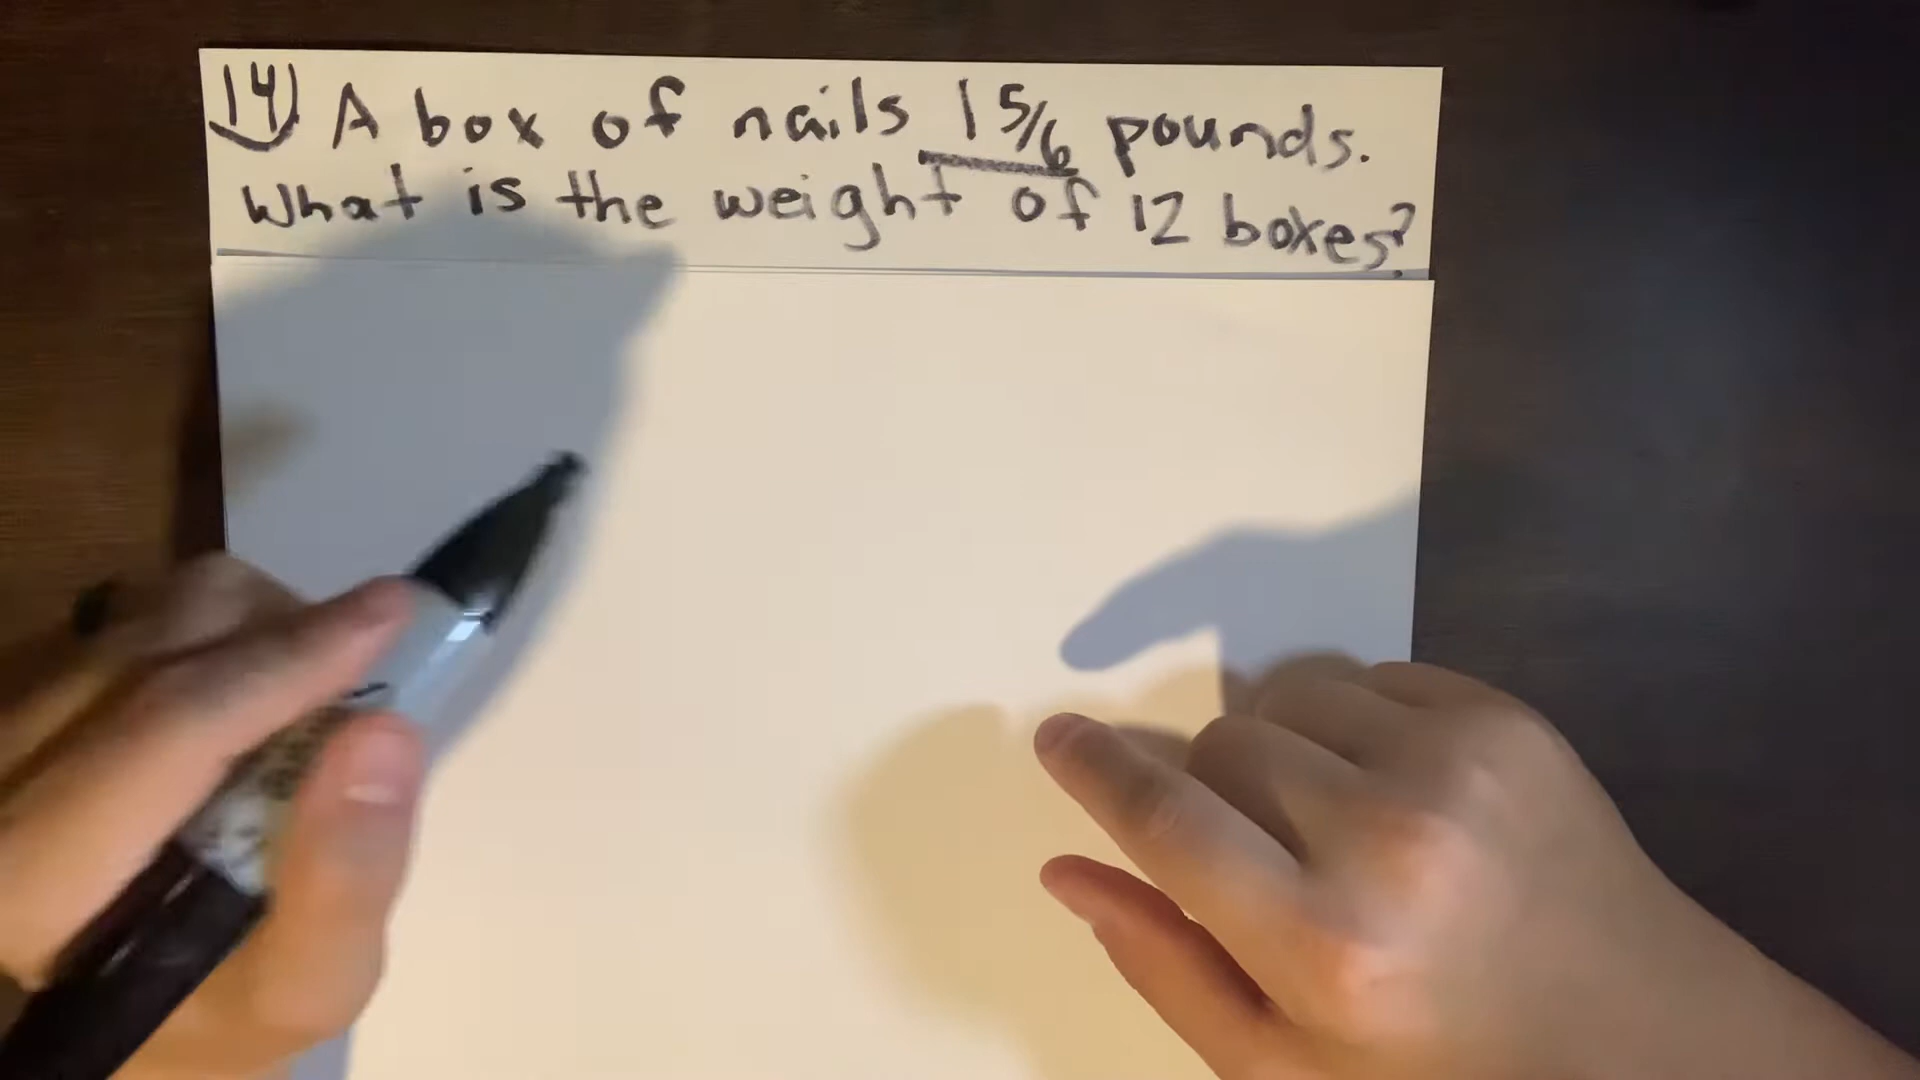 14) A box of nails 1 5/6 pounds.
What is the weight of 12 boxes?